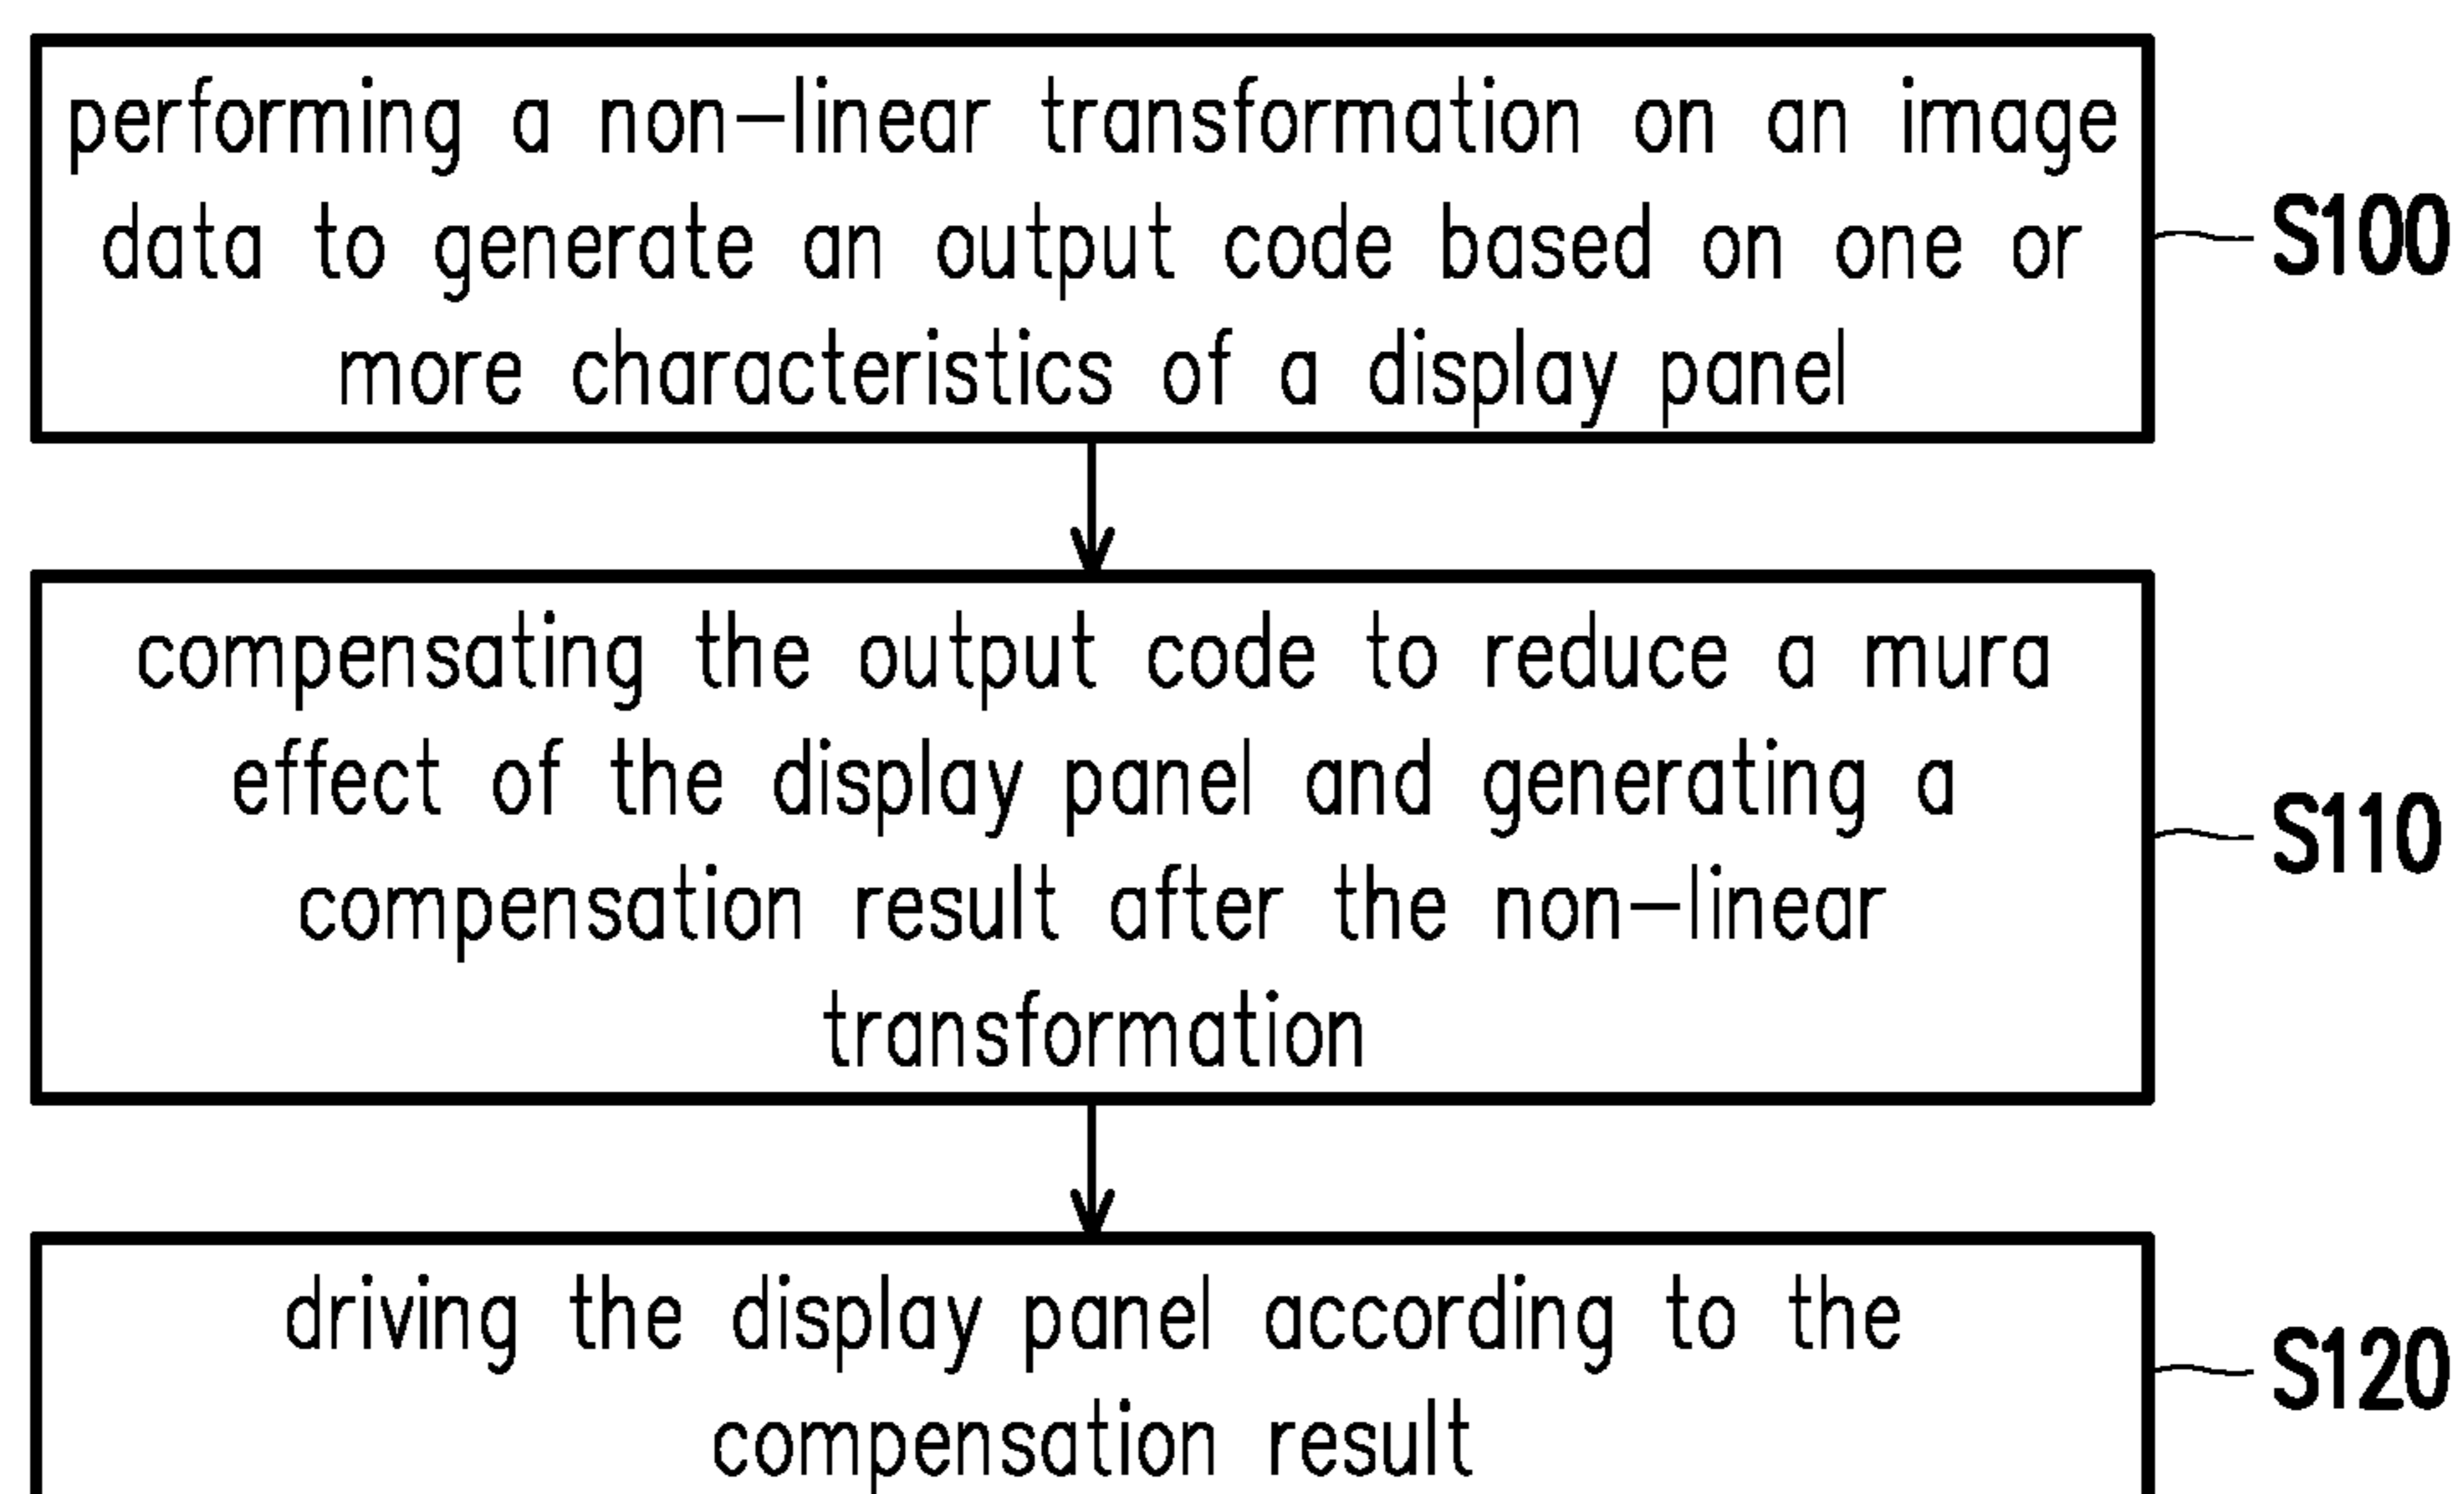 performing a non-linear transformation on an image
data to generate an output code based on one or
more characteristics of a display panel
S100
compensating the output code to reduce a mura
effect of the display panel and generating a
compensation result after the non-linear
transformation
S110
driving the display panel according to the
compensation result
S120